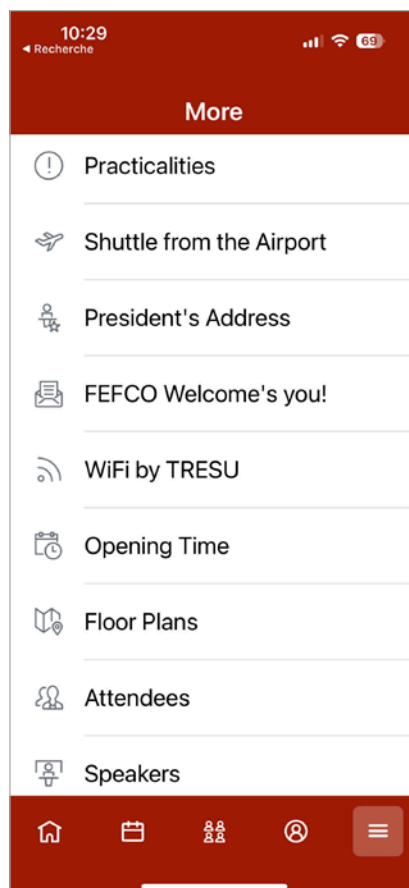 10:29
◀ Recherche
69
More
Practicalities
Shuttle from the Airport
President's Address
FEFCO Welcome's you!
WiFi by TRESU
Opening Time
Floor Plans
Attendees
Speakers